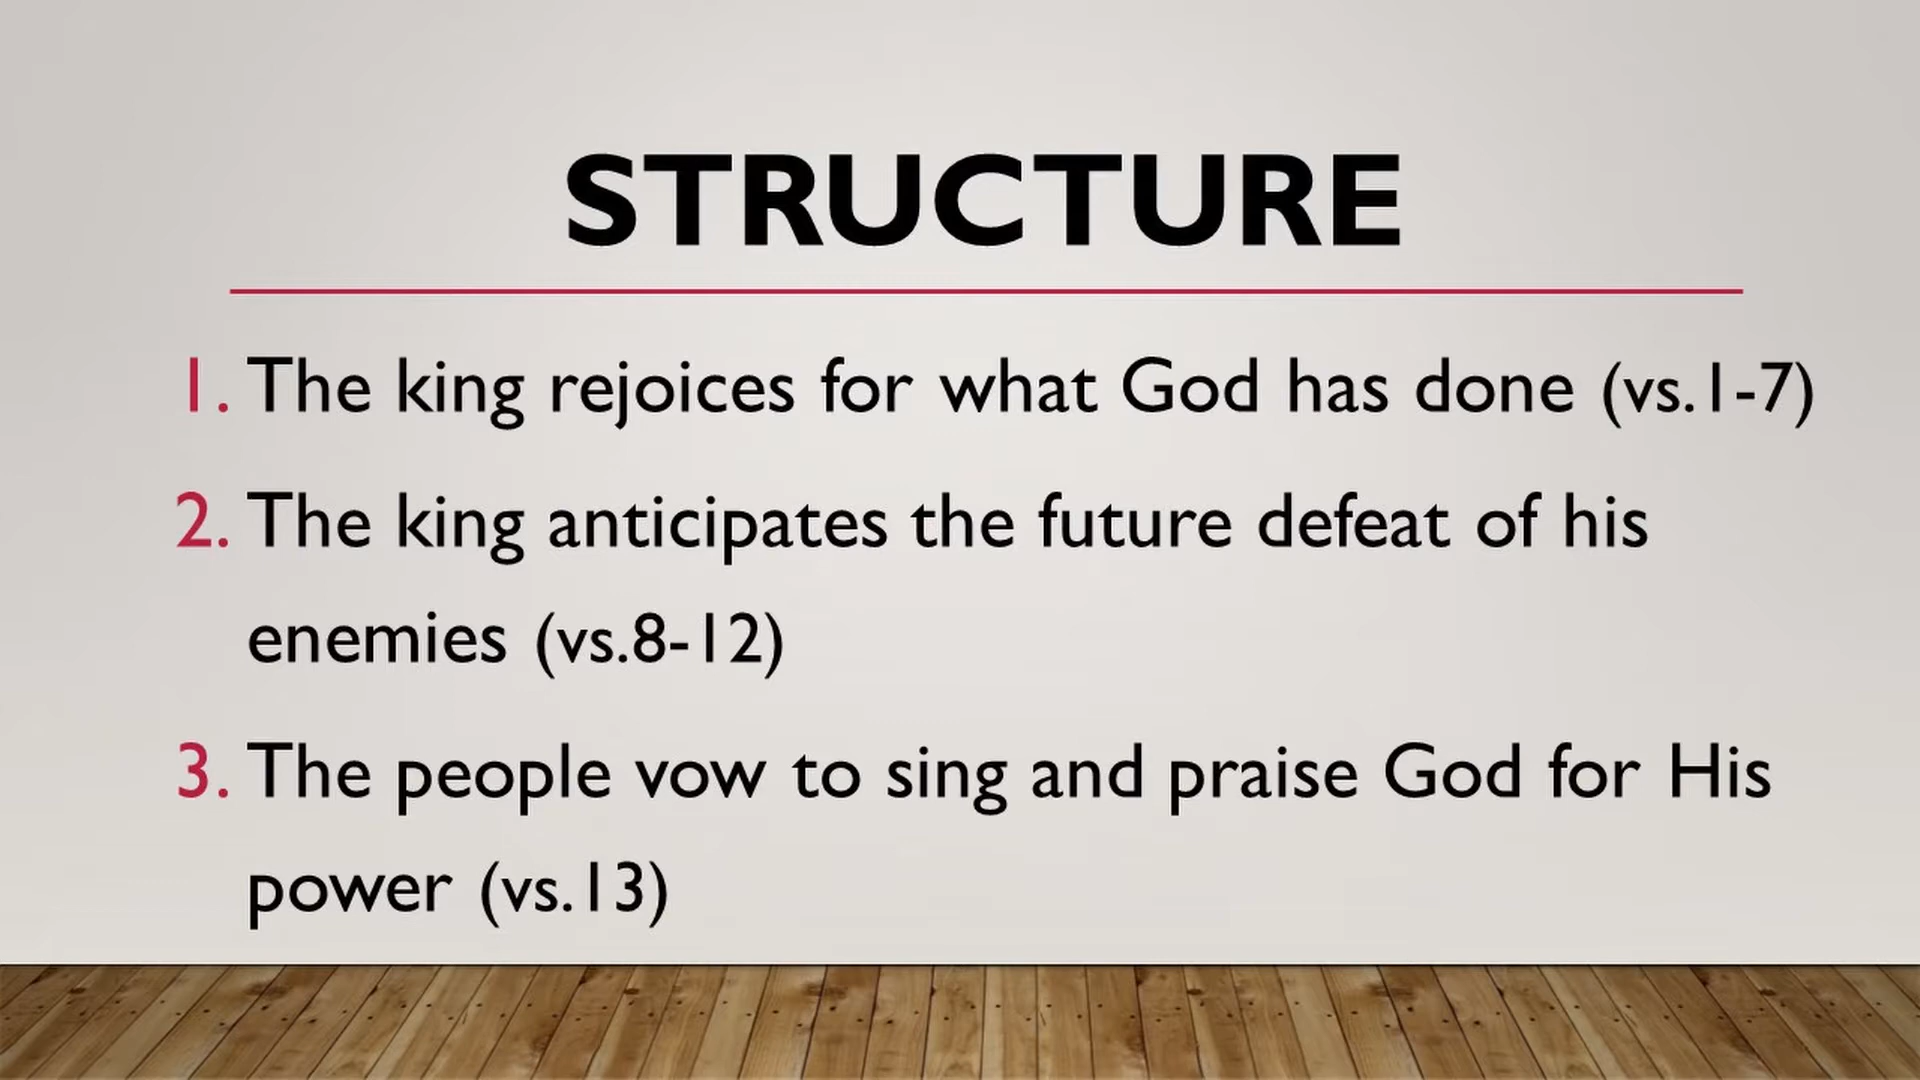 STRUCTURE
1. The king rejoices for what God has done (vs.1-7)
2. The king anticipates the future defeat of his
enemies (vs.8-12)
3. The people vow to sing and praise God for His
power (vs.13)